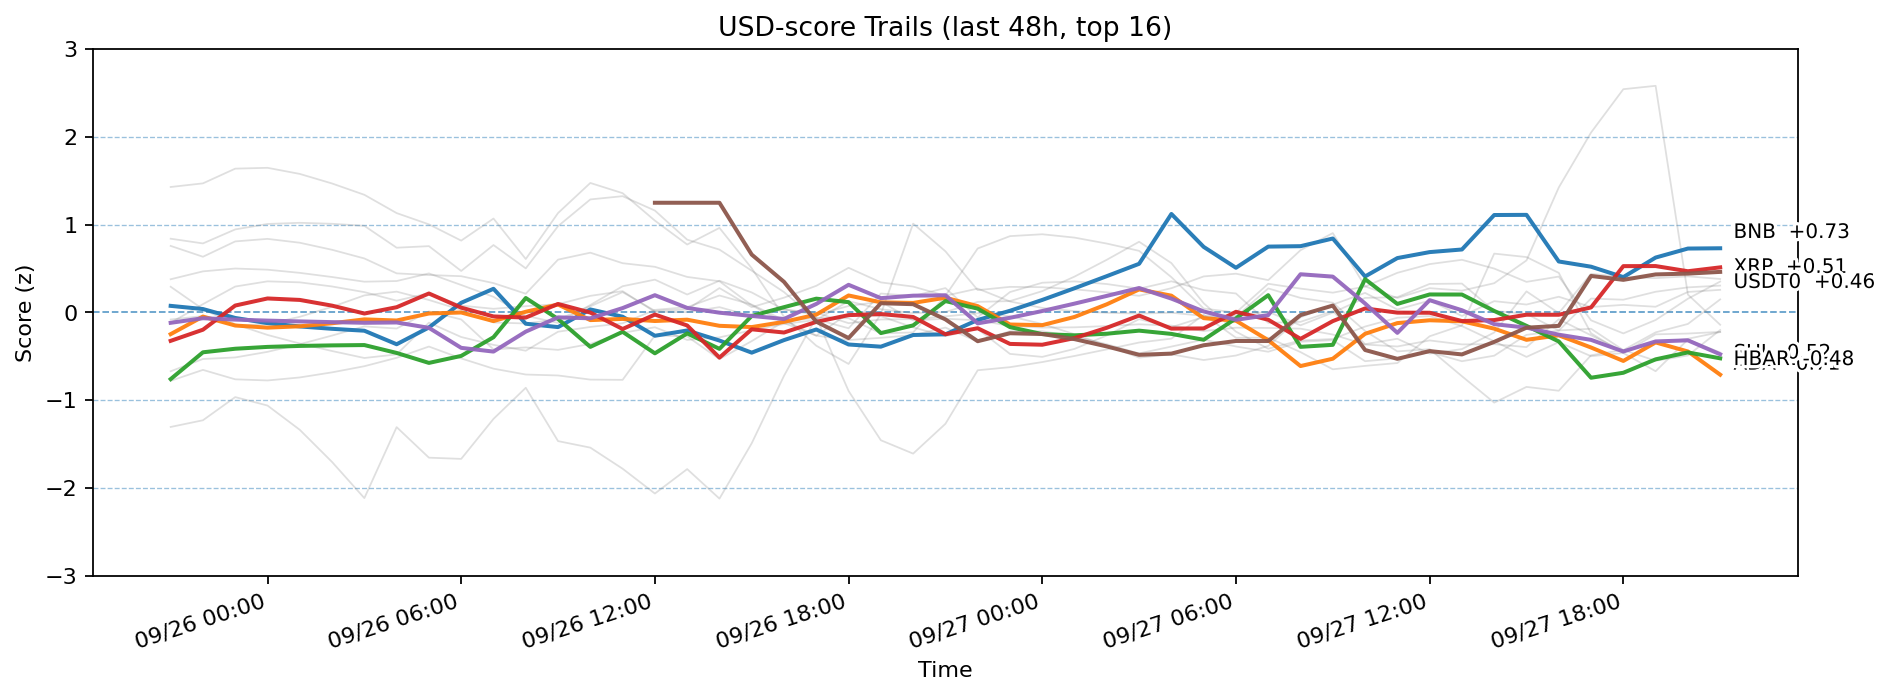 USD-score Trails (last 48h, top 16)
Score (z)
3
2
1
0
−1
−2
−3
BNB +0.73
XRP +0.51
USDT0 +0.46
HBAR -0.48
09/26 00:00
09/26 06:00
09/26 12:00
09/26 18:00
09/27 00:00
09/27 06:00
09/27 12:00
09/27 18:00
Time